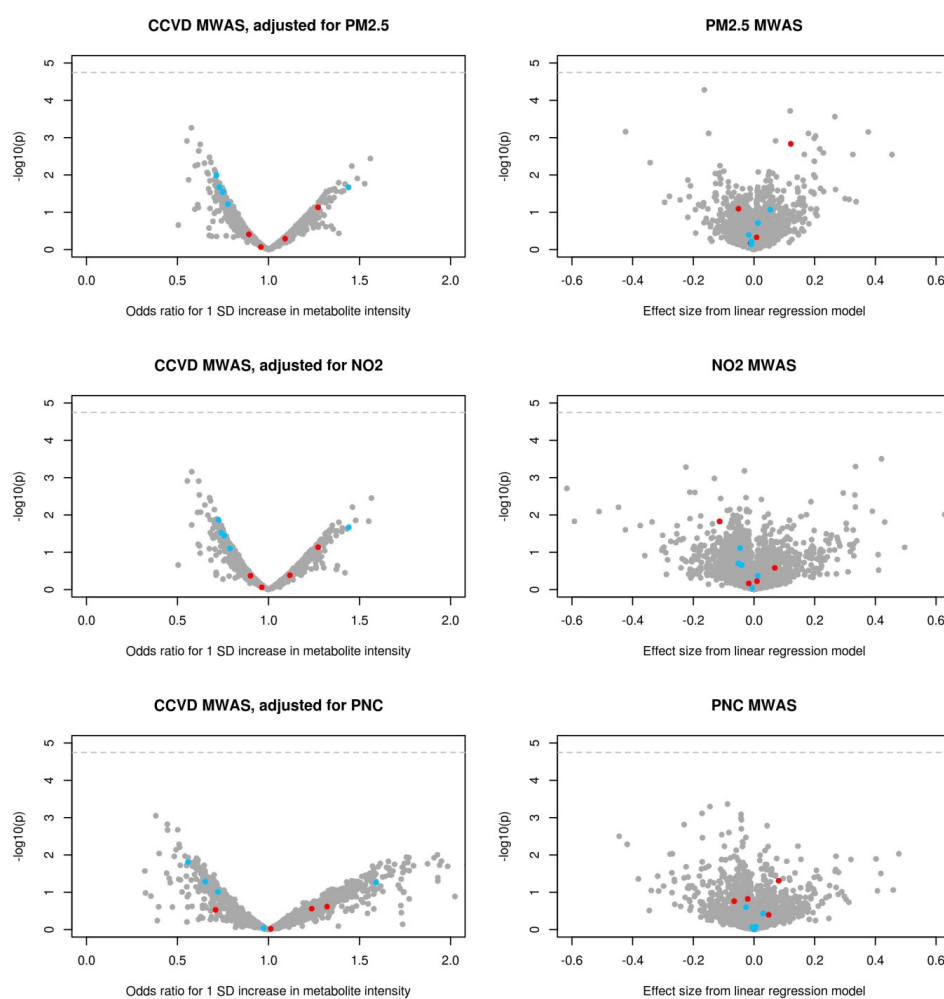 CCVD MWAS, adjusted for PM2.5
-log10(p)
5
4
3
2
1
0
0.0 0.5 1.0 1.5 2.0
Odds ratio for 1 SD increase in metabolite intensity
PM2.5 MWAS
-log10(p)
5
4
3
2
1
0
-0.6 -0.4 -0.2 0.0 0.2 0.4 0.6
Effect size from linear regression model
CCVD MWAS, adjusted for NO2
-log10(p)
5
4
3
2
1
0
0.0 0.5 1.0 1.5 2.0
Odds ratio for 1 SD increase in metabolite intensity
NO2 MWAS
-log10(p)
5
4
3
2
1
0
-0.6 -0.4 -0.2 0.0 0.2 0.4 0.6
Effect size from linear regression model
CCVD MWAS, adjusted for PNC
-log10(p)
5
4
3
2
1
0
0.0 0.5 1.0 1.5 2.0
Odds ratio for 1 SD increase in metabolite intensity
PNC MWAS
-log10(p)
5
4
3
2
1
0
-0.6 -0.4 -0.2 0.0 0.2 0.4 0.6
Effect size from linear regression model